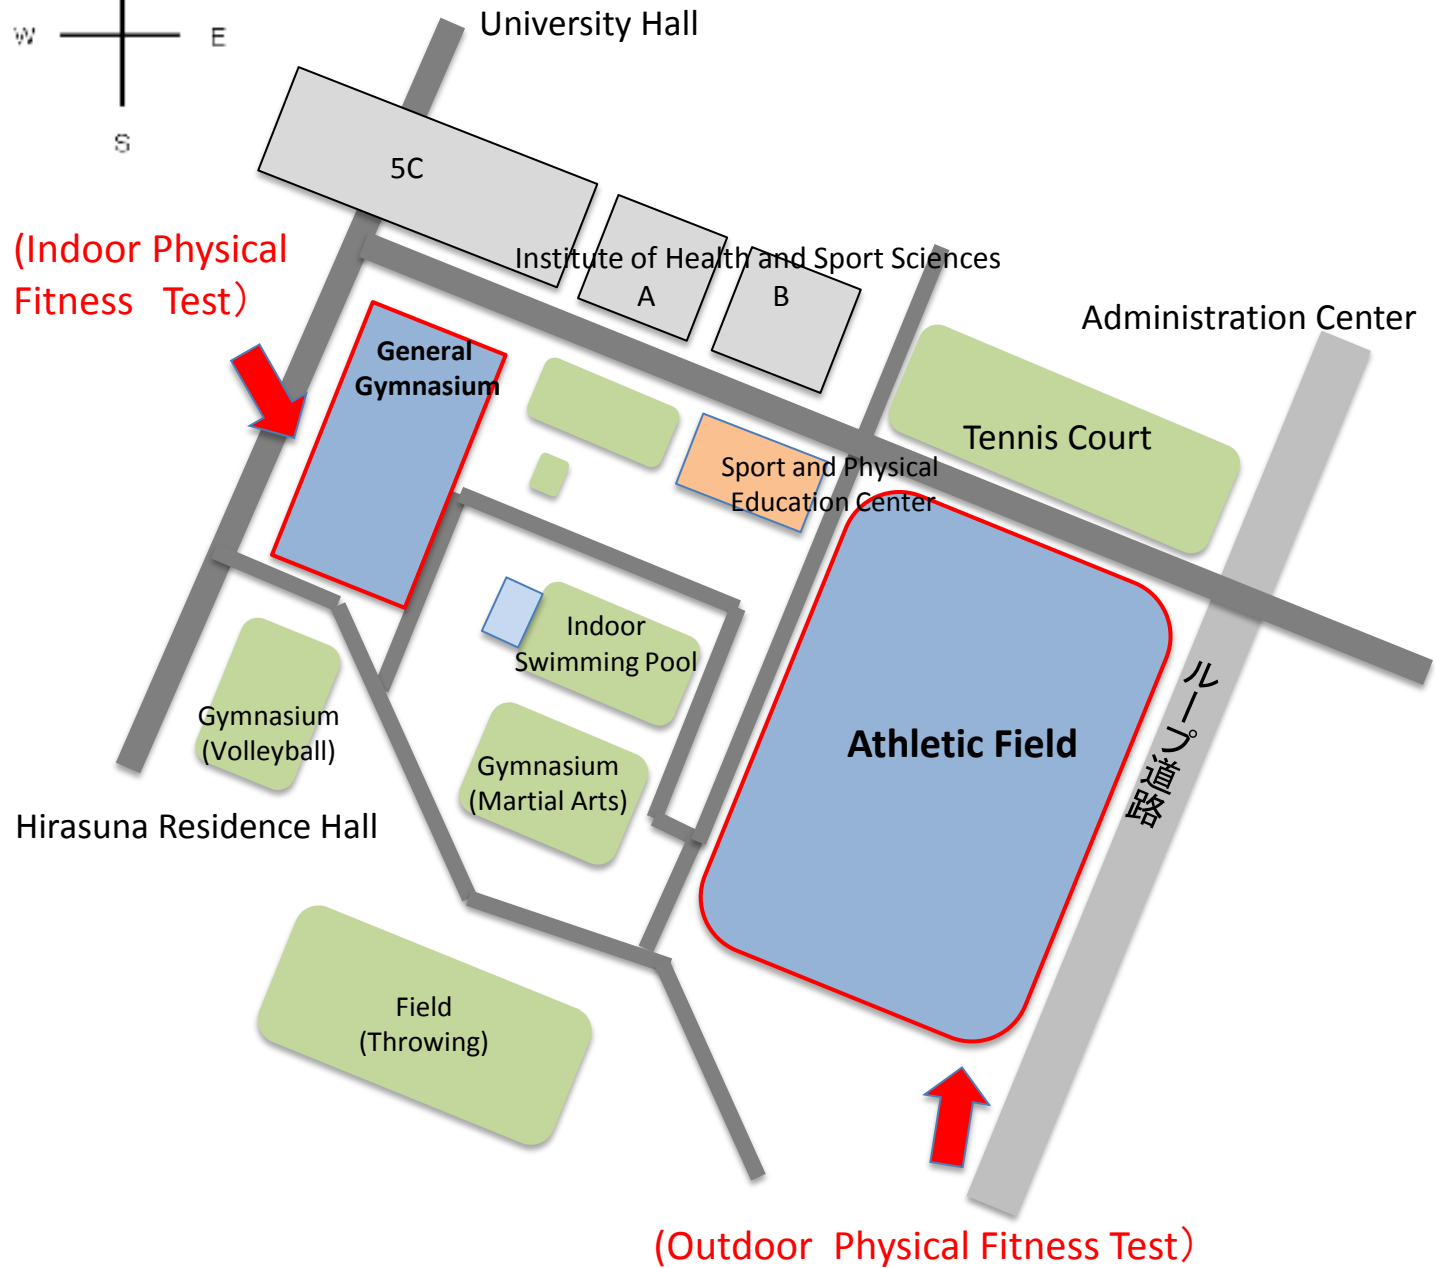 University Hall
W
E
S
5C
(Indoor Physical
Fitness Test）
Institute of Health and Sport Sciences
A
B
Administration Center
General
Gymnasium
Tennis Court
Sport and Physical
Education Center
Indoor
Swimming Pool
ループ道路
Gymnasium
(Volleyball)
Athletic Field
Gymnasium
(Martial Arts)
Hirasuna Residence Hall
Field
(Throwing)
(Outdoor Physical Fitness Test）